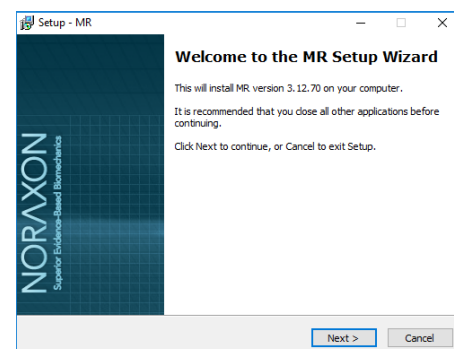 Setup - MR
Welcome to the MR Setup Wizard
This will install MR version 3.12.70 on your computer.
It is recommended that you close all other applications before
continuing.
Click Next to continue, or Cancel to exit Setup.
NORAXON
Superior Evidence-Based Biomechanics
Next >
Cancel